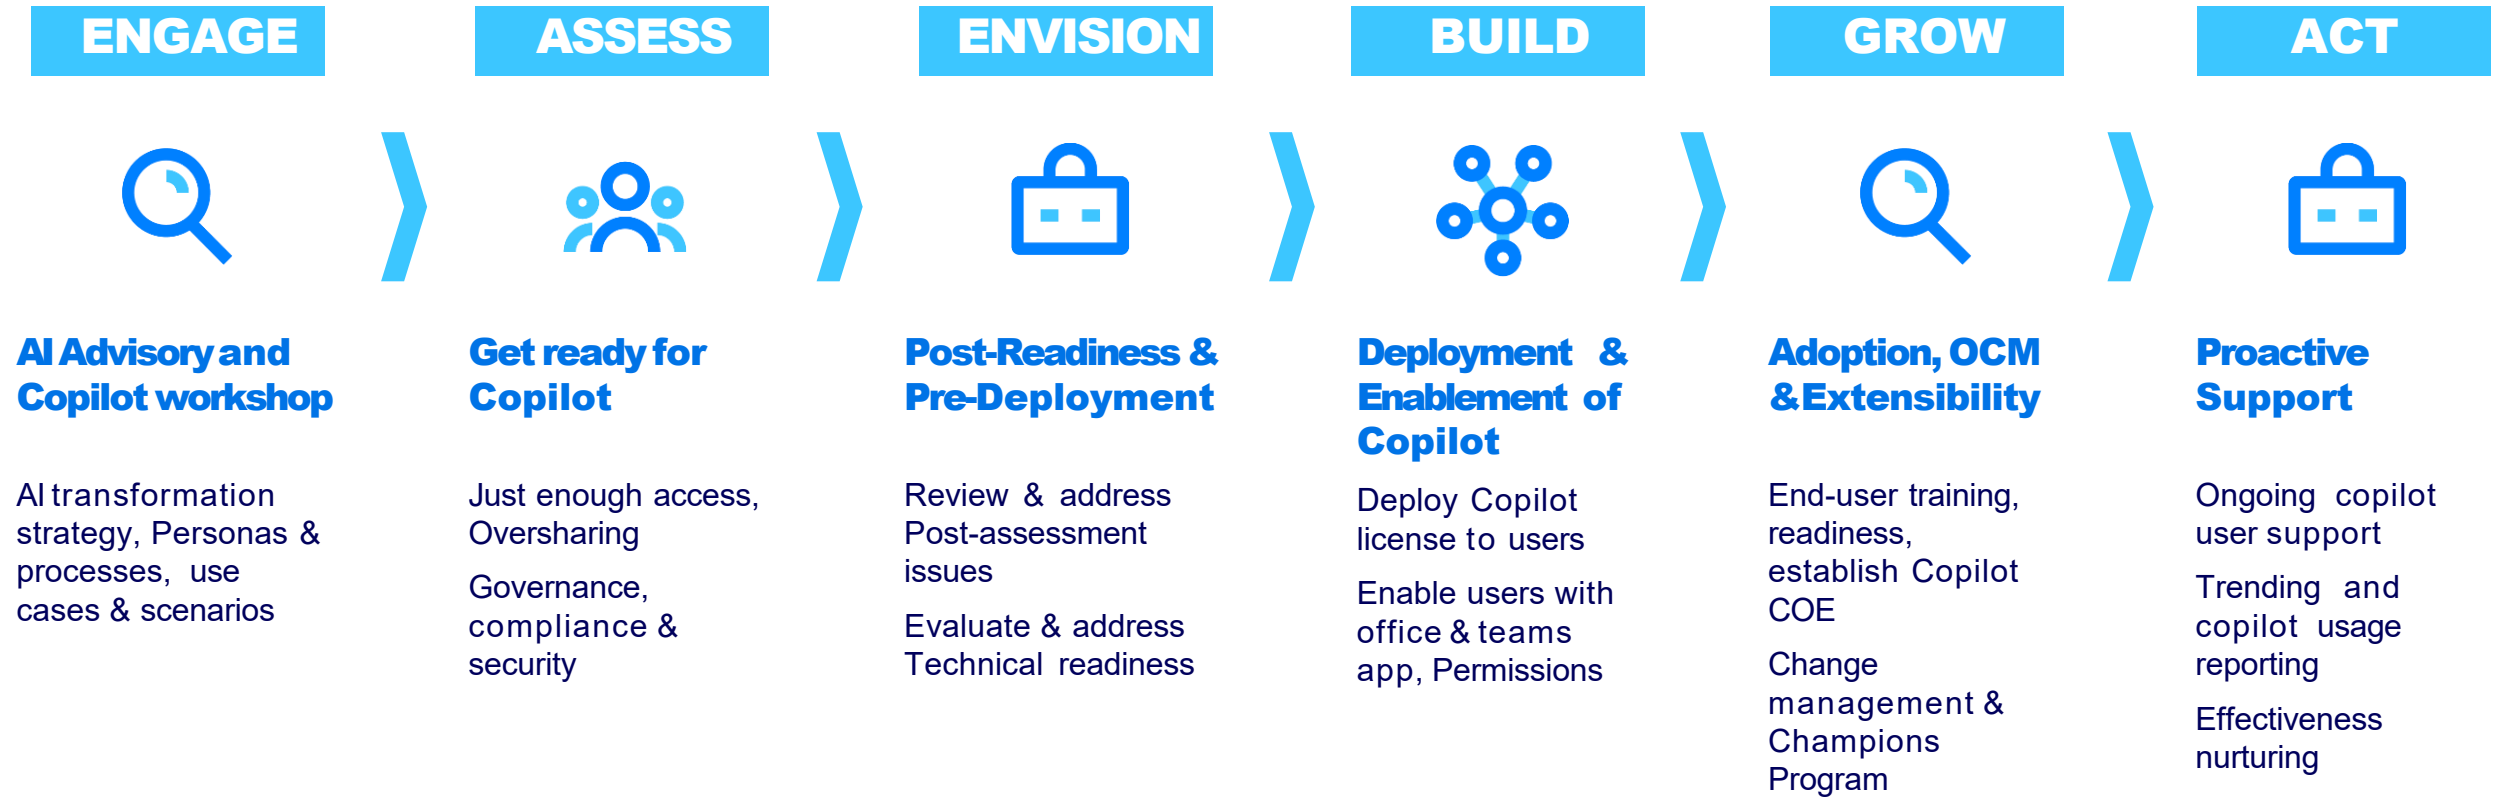 ENGAGE
AI Advisory and
Copilot workshop
AI transformation
strategy, Personas &
processes, use
cases & scenarios
ASSESS
Get ready for
Copilot
Just enough access,
Oversharing
Governance,
compliance &
security
ENVISION
Post-Readiness &
Pre-Deployment
Review & address
Post-assessment
issues
Evaluate & address
Technical readiness
BUILD
Deployment &
Enablement of
Copilot
Deploy Copilot
license to users
Enable users with
office & teams
app, Permissions
GROW
Adoption, OCM
& Extensibility
End-user training,
readiness,
establish Copilot
COE
Change
management &
Champions
Program
ACT
Proactive
Support
Ongoing copilot
user support
Trending and
copilot usage
reporting
Effectiveness
nurturing